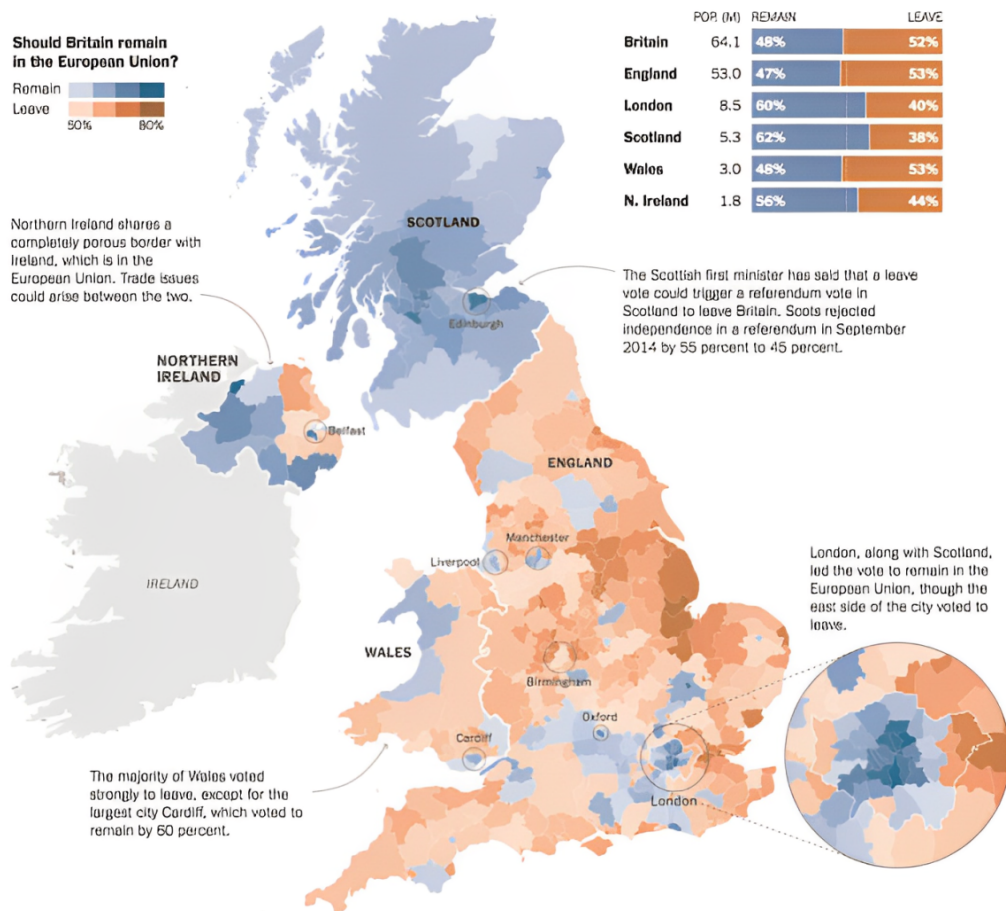 Should Britain remain
in the European Union?
Remain
Leave
50% 80%
POP. (M) REMAIN LEAVE
Britain 64.1 48% 52%
England 53.0 47% 53%
London 8.5 60% 40%
Scotland 5.3 62% 38%
Wales 3.0 48% 53%
N. Ireland 1.8 56% 44%
Northern Ireland shares a
completely porous border with
Ireland, which is in the
European Union. Trade issues
could arise between the two.
SCOTLAND
The Scottish first minister has said that a leave
vote could trigger a referendum vote in
Scotland to leave Britain. Scots rejected
independence in a referendum in September
2014 by 55 percent to 45 percent.
Edinburgh
NORTHERN
IRELAND
Belfast
ENGLAND
Manchester
Liverpool
IRELAND
London, along with Scotland,
led the vote to remain in the
European Union, though the
east side of the city voted to
leave.
WALES
Birmingham
Oxford
Cardiff
London
The majority of Wales voted
strongly to leave, except for the
largest city Cardiff, which voted to
remain by 60 percent.